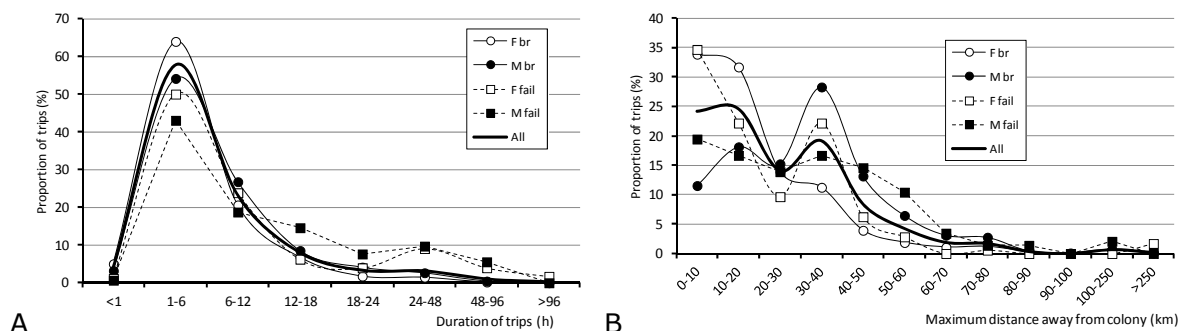 70
60
50
40
30
20
10
0
Proportion of trips (%)
F br
M br
F fail
M fail
All
<1 1-6 6-12 12-18 18-24 24-48 48-96 >96
Duration of trips (h)
A
40
35
30
25
20
15
10
5
0
Proportion of trips (%)
F br
M br
F fail
M fail
All
0-10 10-20 20-30 30-40 40-50 50-60 60-70 70-80 80-90 90-100 100-250 >250
Maximum distance away from colony (km)
B